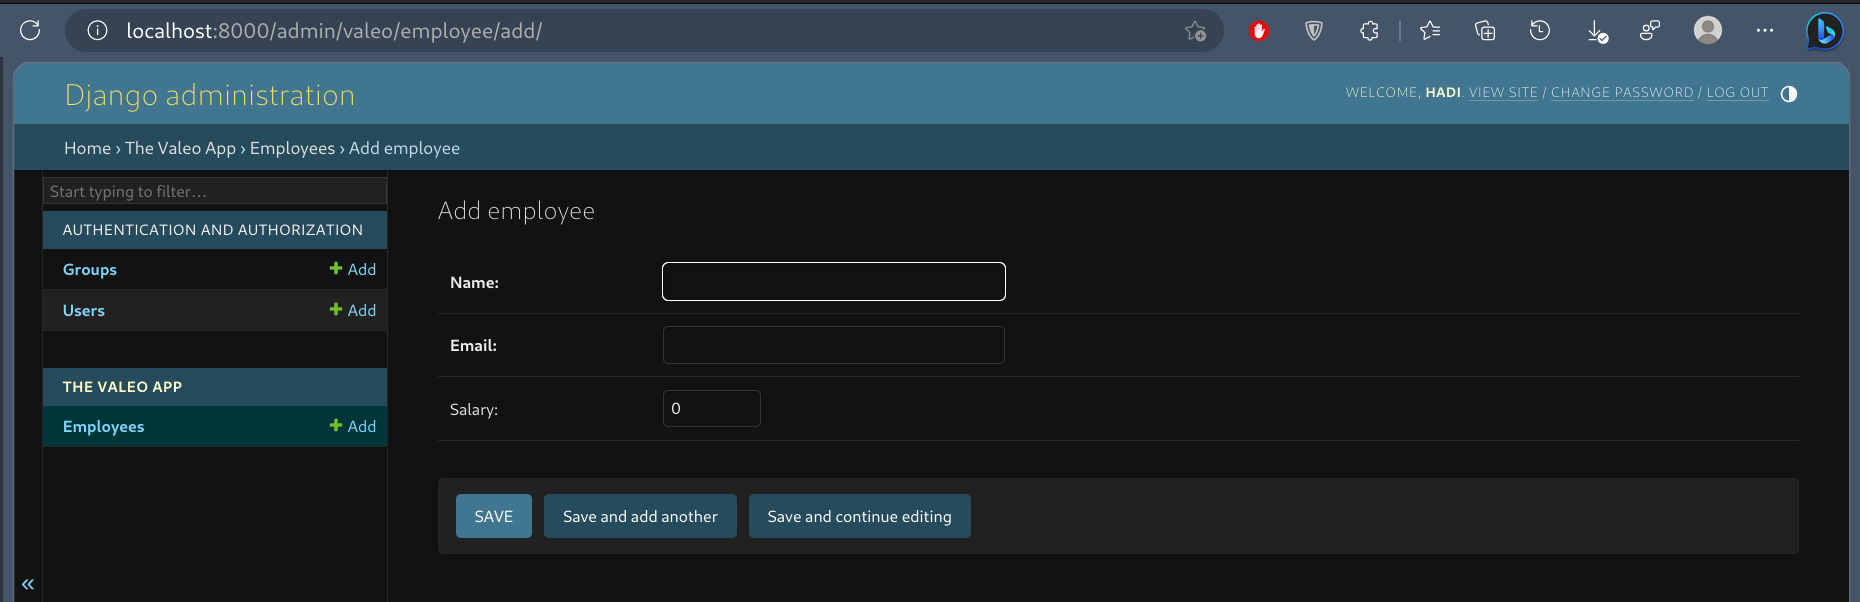 localhost:8000/admin/valeo/employee/add/
Django administration
WELCOME, HADI. VIEW SITE / CHANGE PASSWORD / LOG OUT
Home › The Valeo App › Employees › Add employee
Start typing to filter…
AUTHENTICATION AND AUTHORIZATION
Groups + Add
Users + Add
THE VALEO APP
Employees + Add
«
Add employee
Name:
Email:
Salary: 0
SAVE Save and add another Save and continue editing